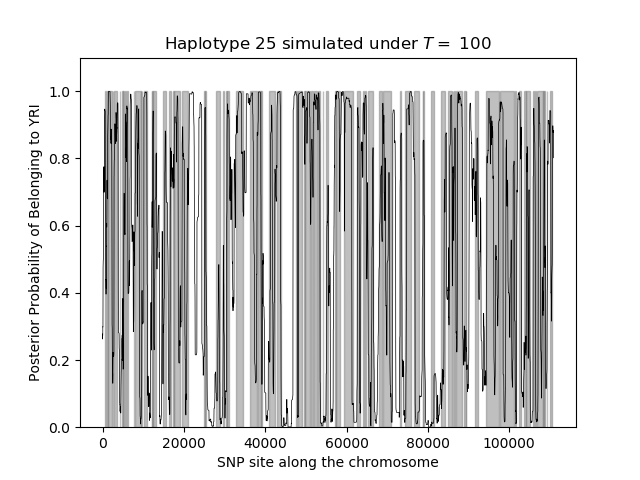 Haplotype 25 simulated under T = 100
Posterior Probability of Belonging to YRI
1.0
0.8
0.6
0.4
0.2
0.0
0 20000 40000 60000 80000 100000
SNP site along the chromosome